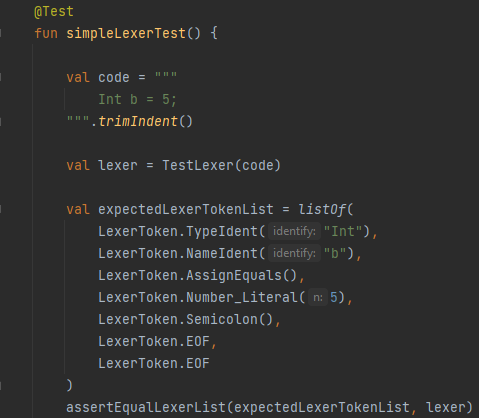 @Test
fun simpleLexerTest() {
val code = """
Int b = 5;
""".trimIndent()
val lexer = TestLexer(code)
val expectedLexerTokenList = listOf(
LexerToken.TypeIdent( identify: "Int"),
LexerToken.NameIdent( identify: "b"),
LexerToken.AssignEquals(),
LexerToken.Number_Literal( n: 5),
LexerToken.Semicolon(),
LexerToken.EOF,
LexerToken.EOF
)
assertEqualLexerList(expectedLexerTokenList, lexer)